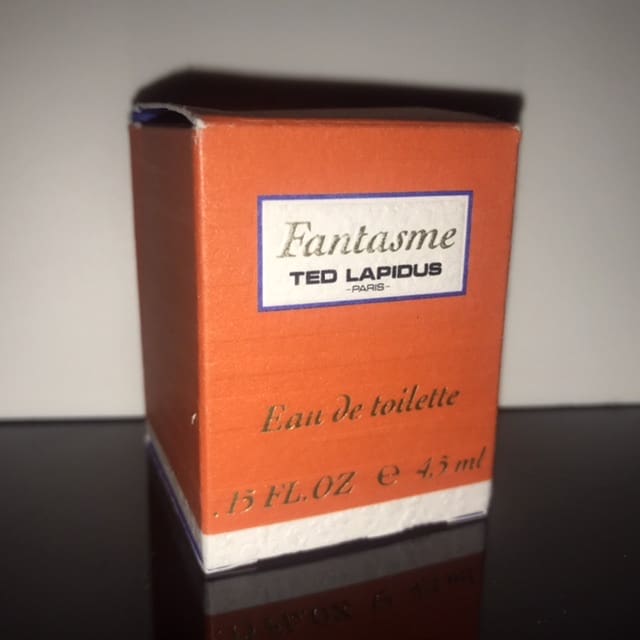 Fantasme
TED LAPIDUS
-PARIS-
Eau de toilette
.15 FL.OZ ℮ 4,5 ml